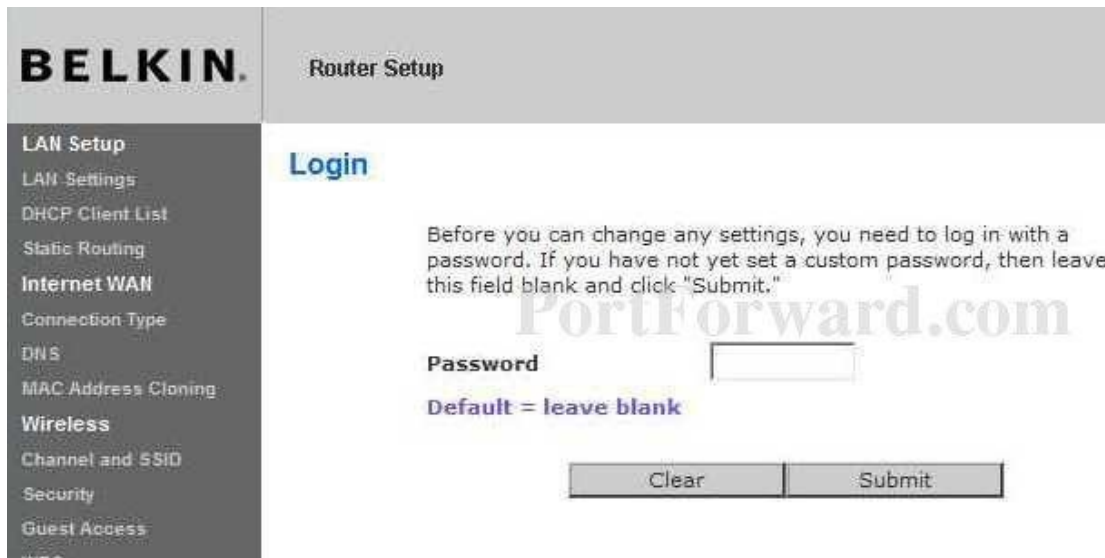 BELKIN.
Router Setup
LAN Setup
LAN Settings
DHCP Client List
Static Routing
Internet WAN
Connection Type
DNS
MAC Address Cloning
Wireless
Channel and SSID
Security
Guest Access
Login
Before you can change any settings, you need to log in with a
password. If you have not yet set a custom password, then leave
this field blank and click "Submit."
PortForward.com
Password
Default = leave blank
Clear Submit